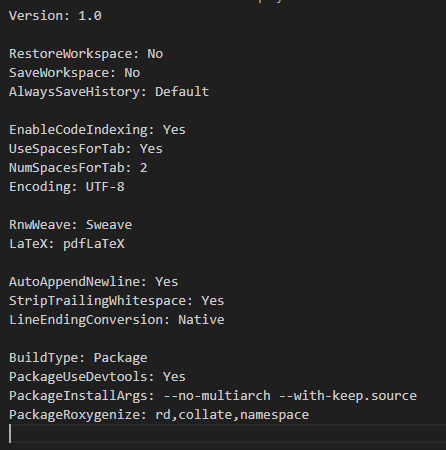 Version: 1.0
RestoreWorkspace: No
SaveWorkspace: No
AlwaysSaveHistory: Default
EnableCodeIndexing: Yes
UseSpacesForTab: Yes
NumSpacesForTab: 2
Encoding: UTF-8
RnwWeave: Sweave
LaTeX: pdfLaTeX
AutoAppendNewline: Yes
StripTrailingWhitespace: Yes
LineEndingConversion: Native
BuildType: Package
PackageUseDevtools: Yes
PackageInstallArgs: --no-multiarch --with-keep.source
PackageRoxygenize: rd,collate,namespace